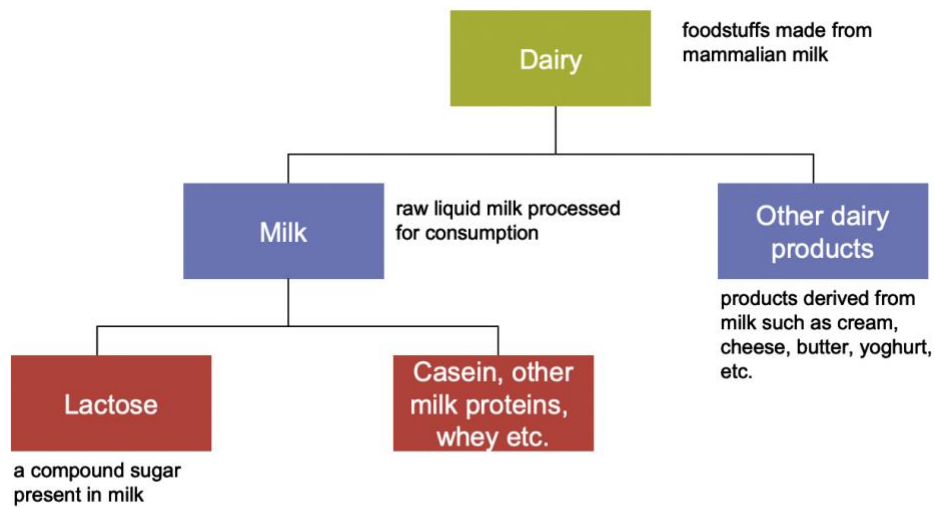 Dairy
foodstuffs made from
mammalian milk
Milk
raw liquid milk processed
for consumption
Other dairy
products
products derived from
milk such as cream,
cheese, butter, yoghurt,
etc.
Lactose
a compound sugar
present in milk
Casein, other
milk proteins,
whey etc.